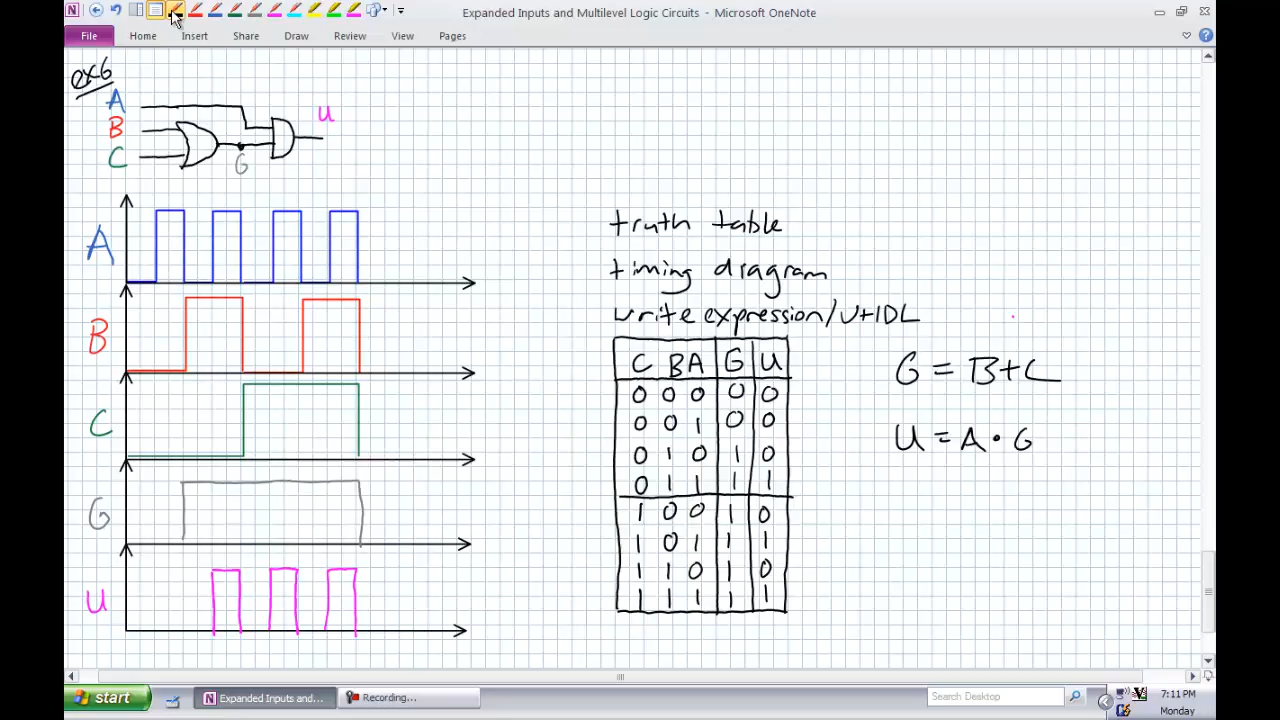 Expanded Inputs and Multilevel Logic Circuits - Microsoft OneNote
File Home Insert Share Draw Review View Pages
ex6
A
B
C
G
U
A
B
C
G
U
truth table
timing diagram
write expression/V+IDL
C B A G U
0 0 0 0 0
0 0 1 0 0
0 1 0 1 0
0 1 1 1 1
1 0 0 1 0
1 0 1 1 1
1 1 0 1 0
1 1 1 1 1
G = B+C
U = A • G
start
Expanded Inputs and...
Recording...
Search Desktop
7:11 PM
Monday